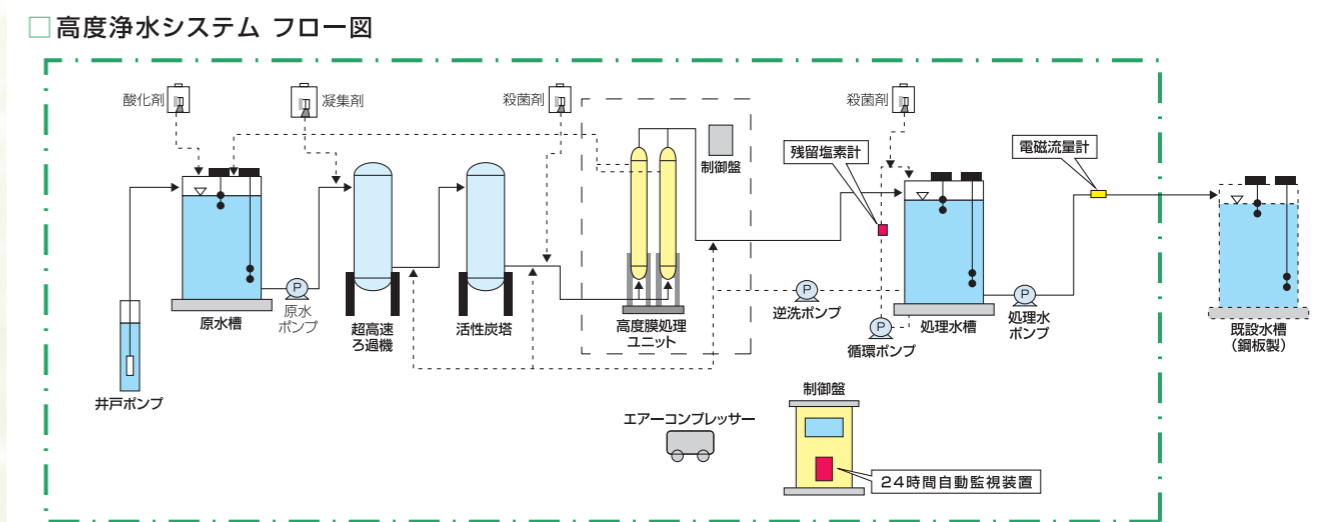 □高度浄水システム フロー図
酸化剤
凝集剤
殺菌剤
殺菌剤
制御盤
残留塩素計
電磁流量計
P
原水槽
原水
ポンプ
超高速
ろ過機
活性炭塔
高度膜処理
ユニット
P
逆洗ポンプ
P
循環ポンプ
処理水槽
P
処理水
ポンプ
既設水槽
（鋼板製）
井戸ポンプ
エアーコンプレッサー
制御盤
24時間自動監視装置